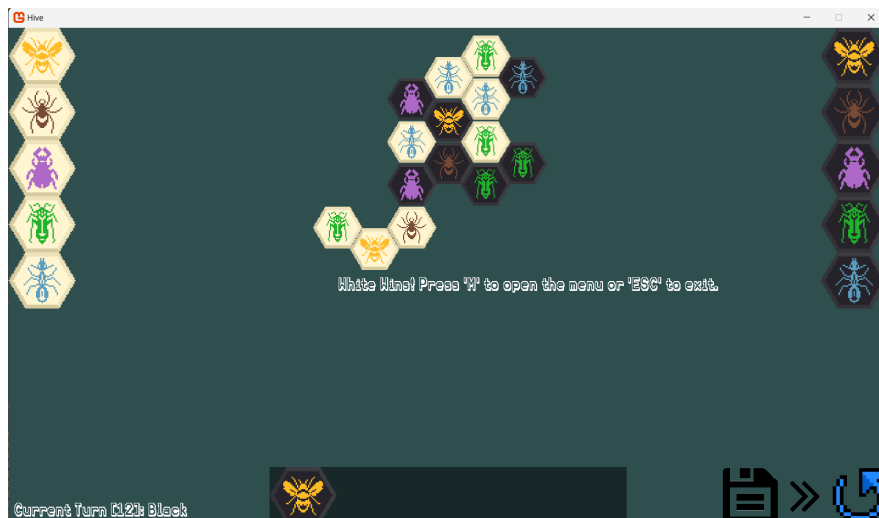 Hive
White Wins! Press 'M' to open the menu or 'ESC' to exit.
Current Turn [12]: Black